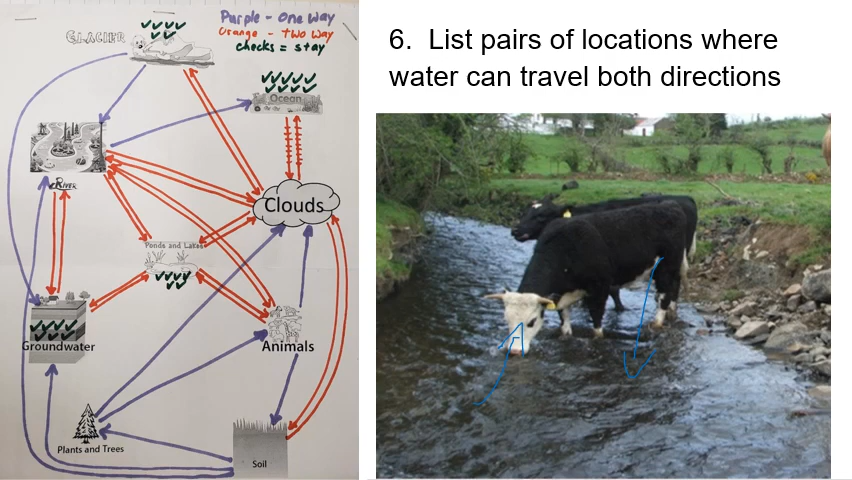 Purple - One Way
Orange - Two Way
checks = stay
GLACIER
Ocean
River
Clouds
Ponds and Lakes
Groundwater
Animals
Plants and Trees
Soil
6. List pairs of locations where
water can travel both directions